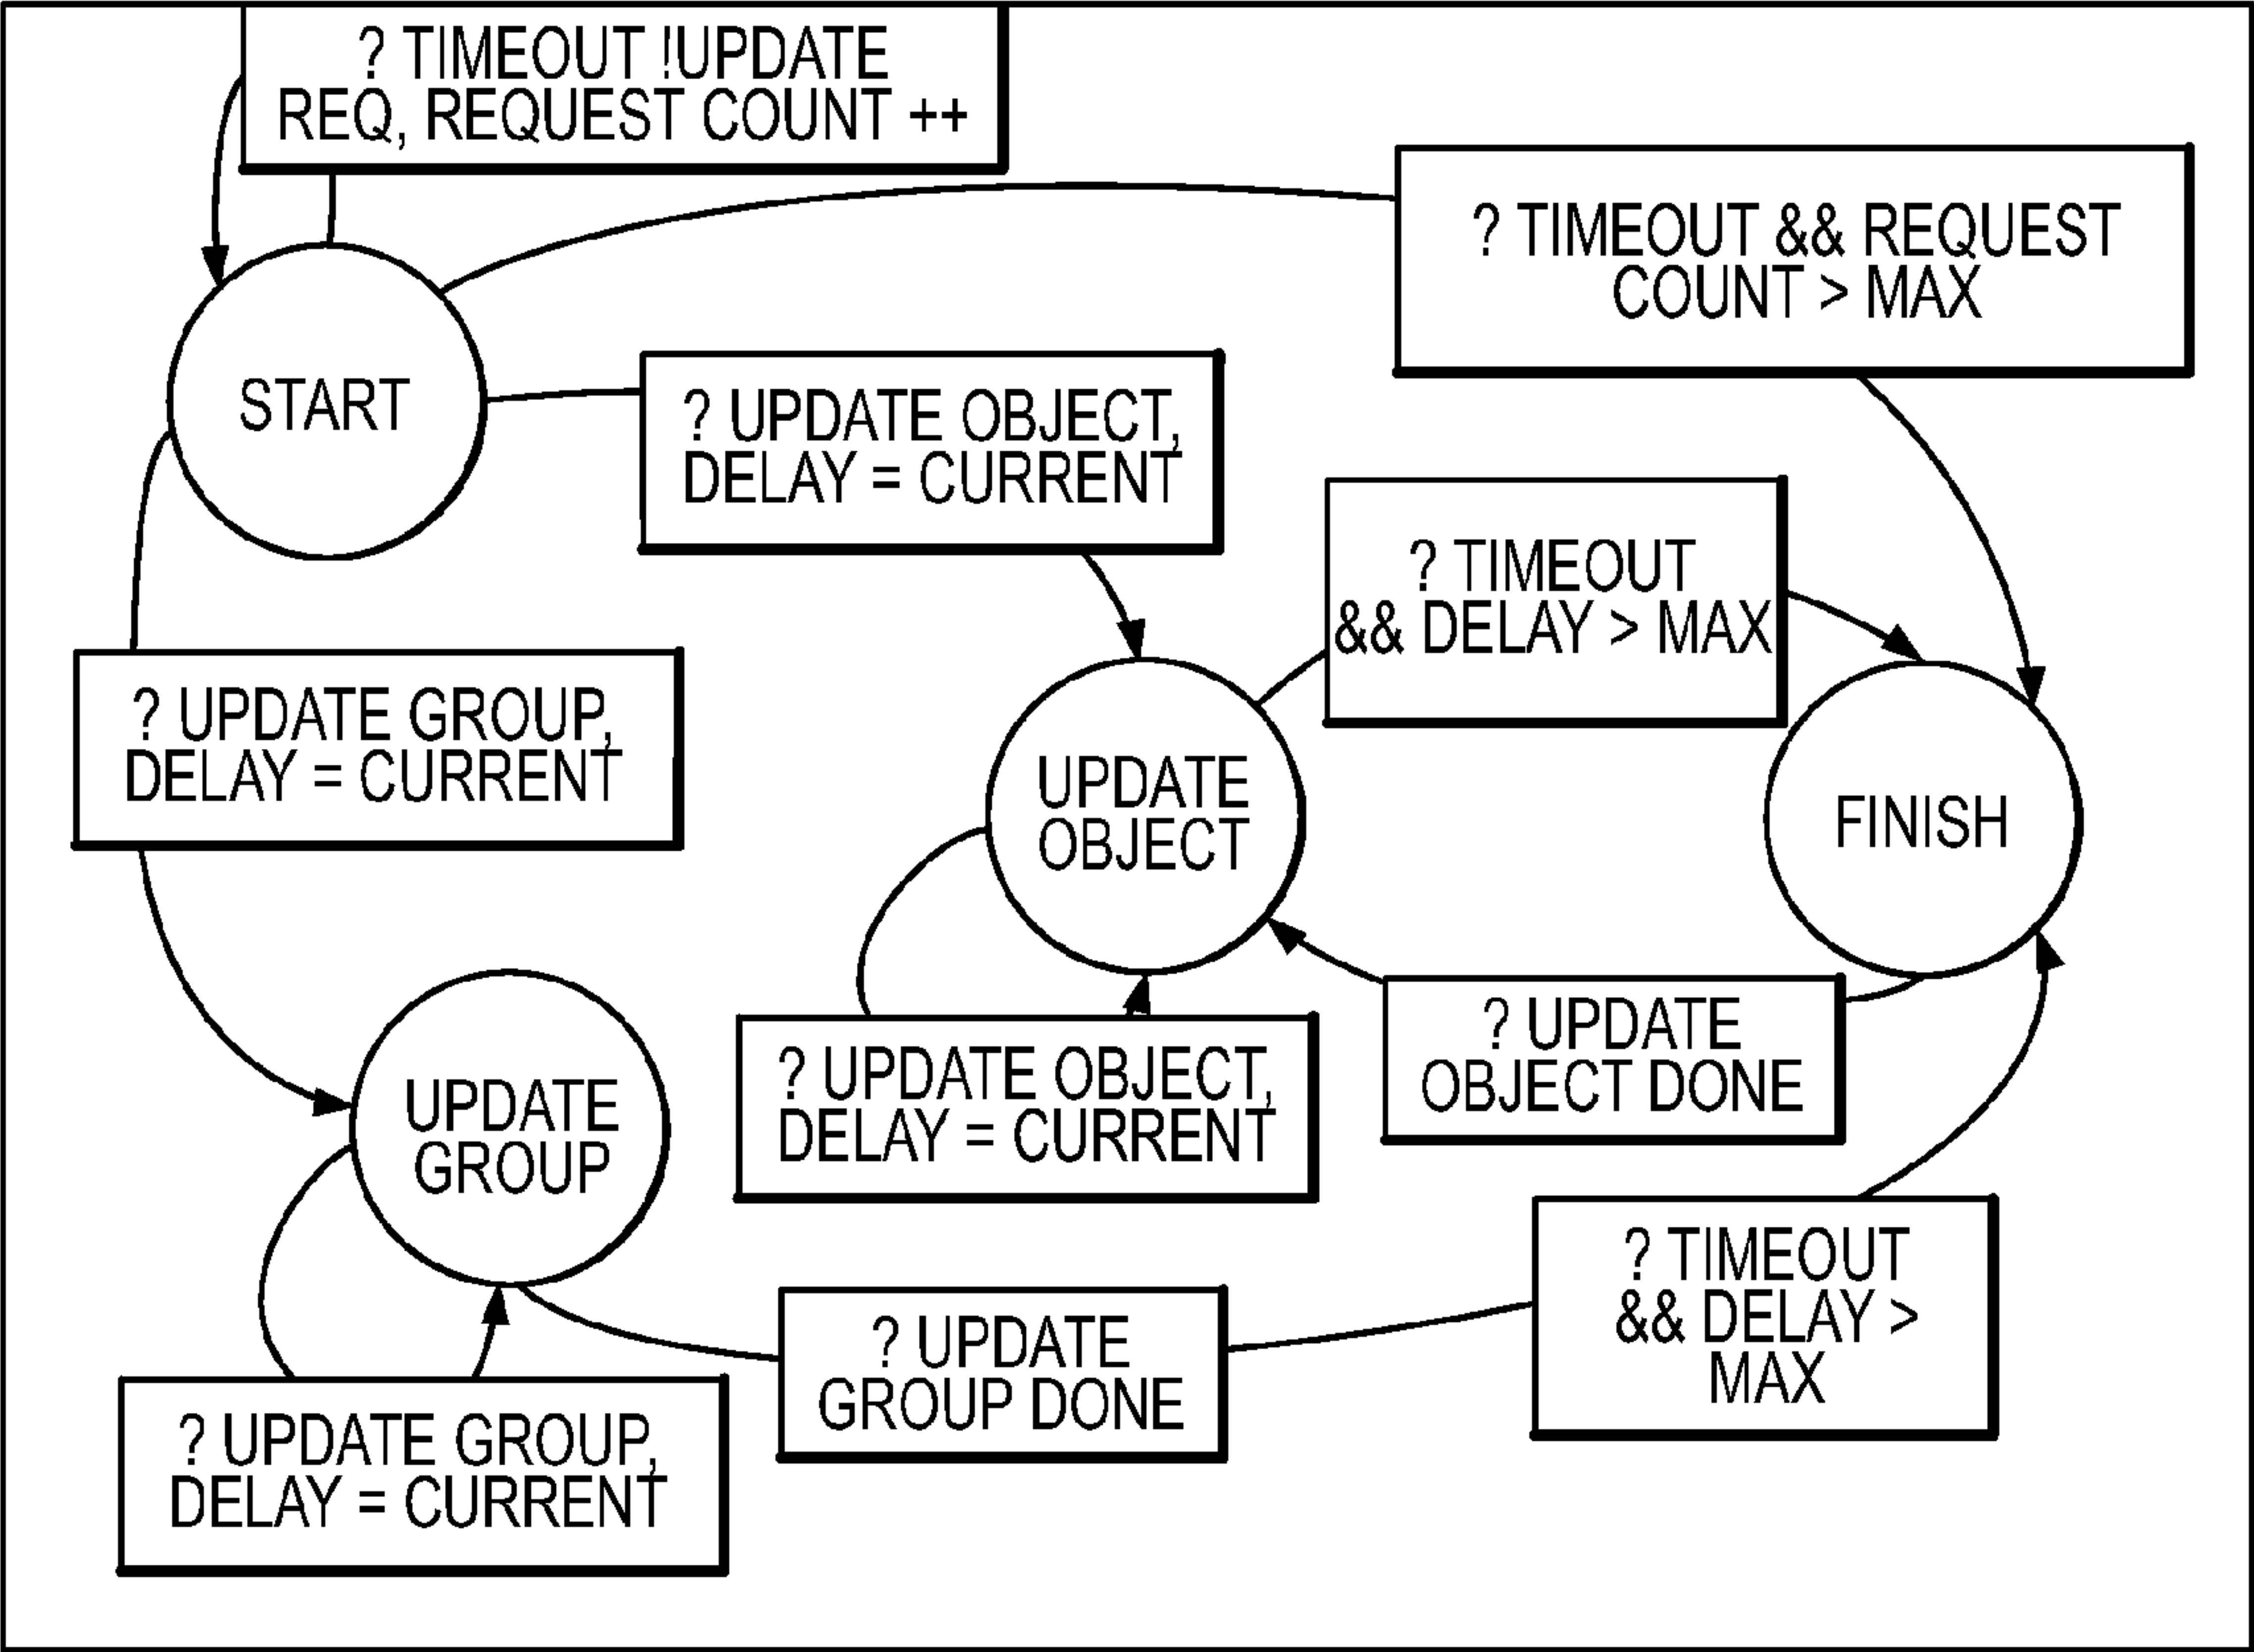 ? TIMEOUT !UPDATE
REQ, REQUEST COUNT ++
? TIMEOUT && REQUEST
COUNT > MAX
START
? UPDATE OBJECT,
DELAY = CURRENT
? TIMEOUT
&& DELAY > MAX
? UPDATE GROUP,
DELAY = CURRENT
UPDATE
OBJECT
FINISH
? UPDATE
OBJECT DONE
? UPDATE OBJECT,
DELAY = CURRENT
UPDATE
GROUP
? TIMEOUT
&& DELAY >
MAX
? UPDATE
GROUP DONE
? UPDATE GROUP,
DELAY = CURRENT